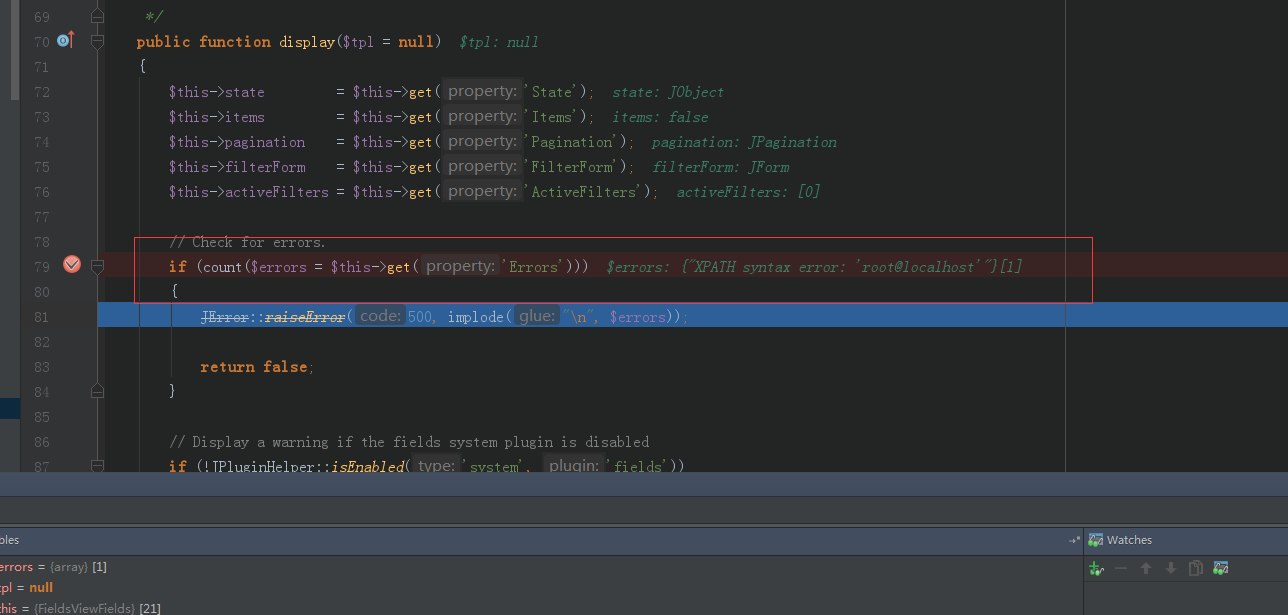 69 */
70 public function display($tpl = null) $tpl: null
71 {
72 $this->state = $this->get( property: 'State'); state: JObject
73 $this->items = $this->get( property: 'Items'); items: false
74 $this->pagination = $this->get( property: 'Pagination'); pagination: JPagination
75 $this->filterForm = $this->get( property: 'FilterForm'); filterForm: JForm
76 $this->activeFilters = $this->get( property: 'ActiveFilters'); activeFilters: [0]
77
78 // Check for errors.
79 if (count($errors = $this->get( property: 'Errors'))) $errors: {"XPATH syntax error: 'root@localhost'"}[1]
80 {
81 JError::raiseError( code: 500, implode( glue: "\n", $errors));
82
83 return false;
84 }
85
86 // Display a warning if the fields system plugin is disabled
87 if (!JPluginHelper::isEnabled( type: 'system', plugin: 'fields'))
bles
Watches
errors = {array} [1]
tpl = null
this = {FieldsViewFields} [21]